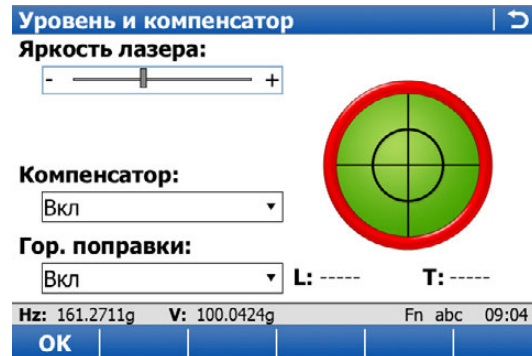 Уровень и компенсатор
Яркость лазера:
- +
Компенсатор:
Вкл
Гор. поправки:
Вкл
L: ----- T: -----
Hz: 161.2711g V: 100.0424g Fn abc 09:04
OK